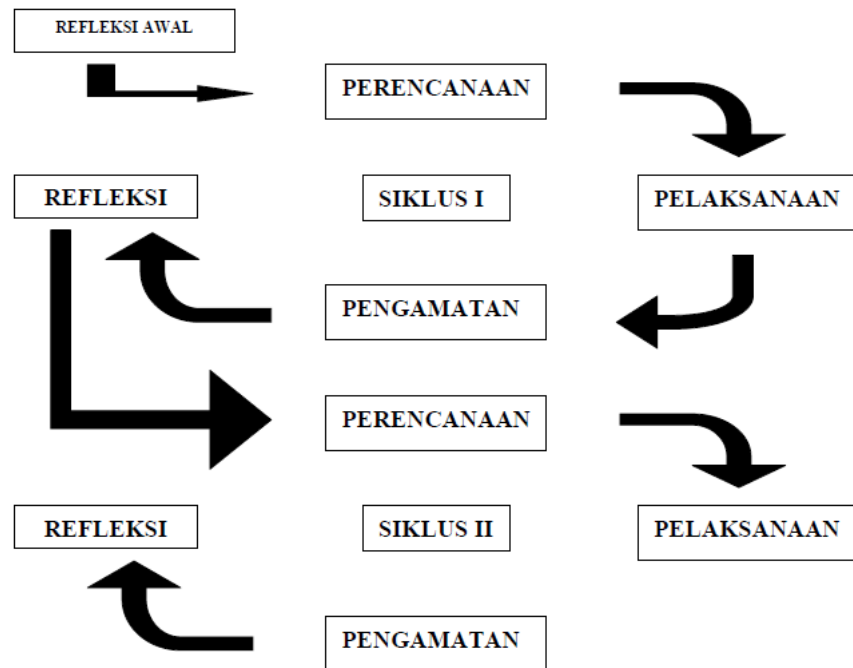 REFLEKSI AWAL
PERENCANAAN
REFLEKSI
SIKLUS I
PELAKSANAAN
PENGAMATAN
PERENCANAAN
REFLEKSI
SIKLUS II
PELAKSANAAN
PENGAMATAN